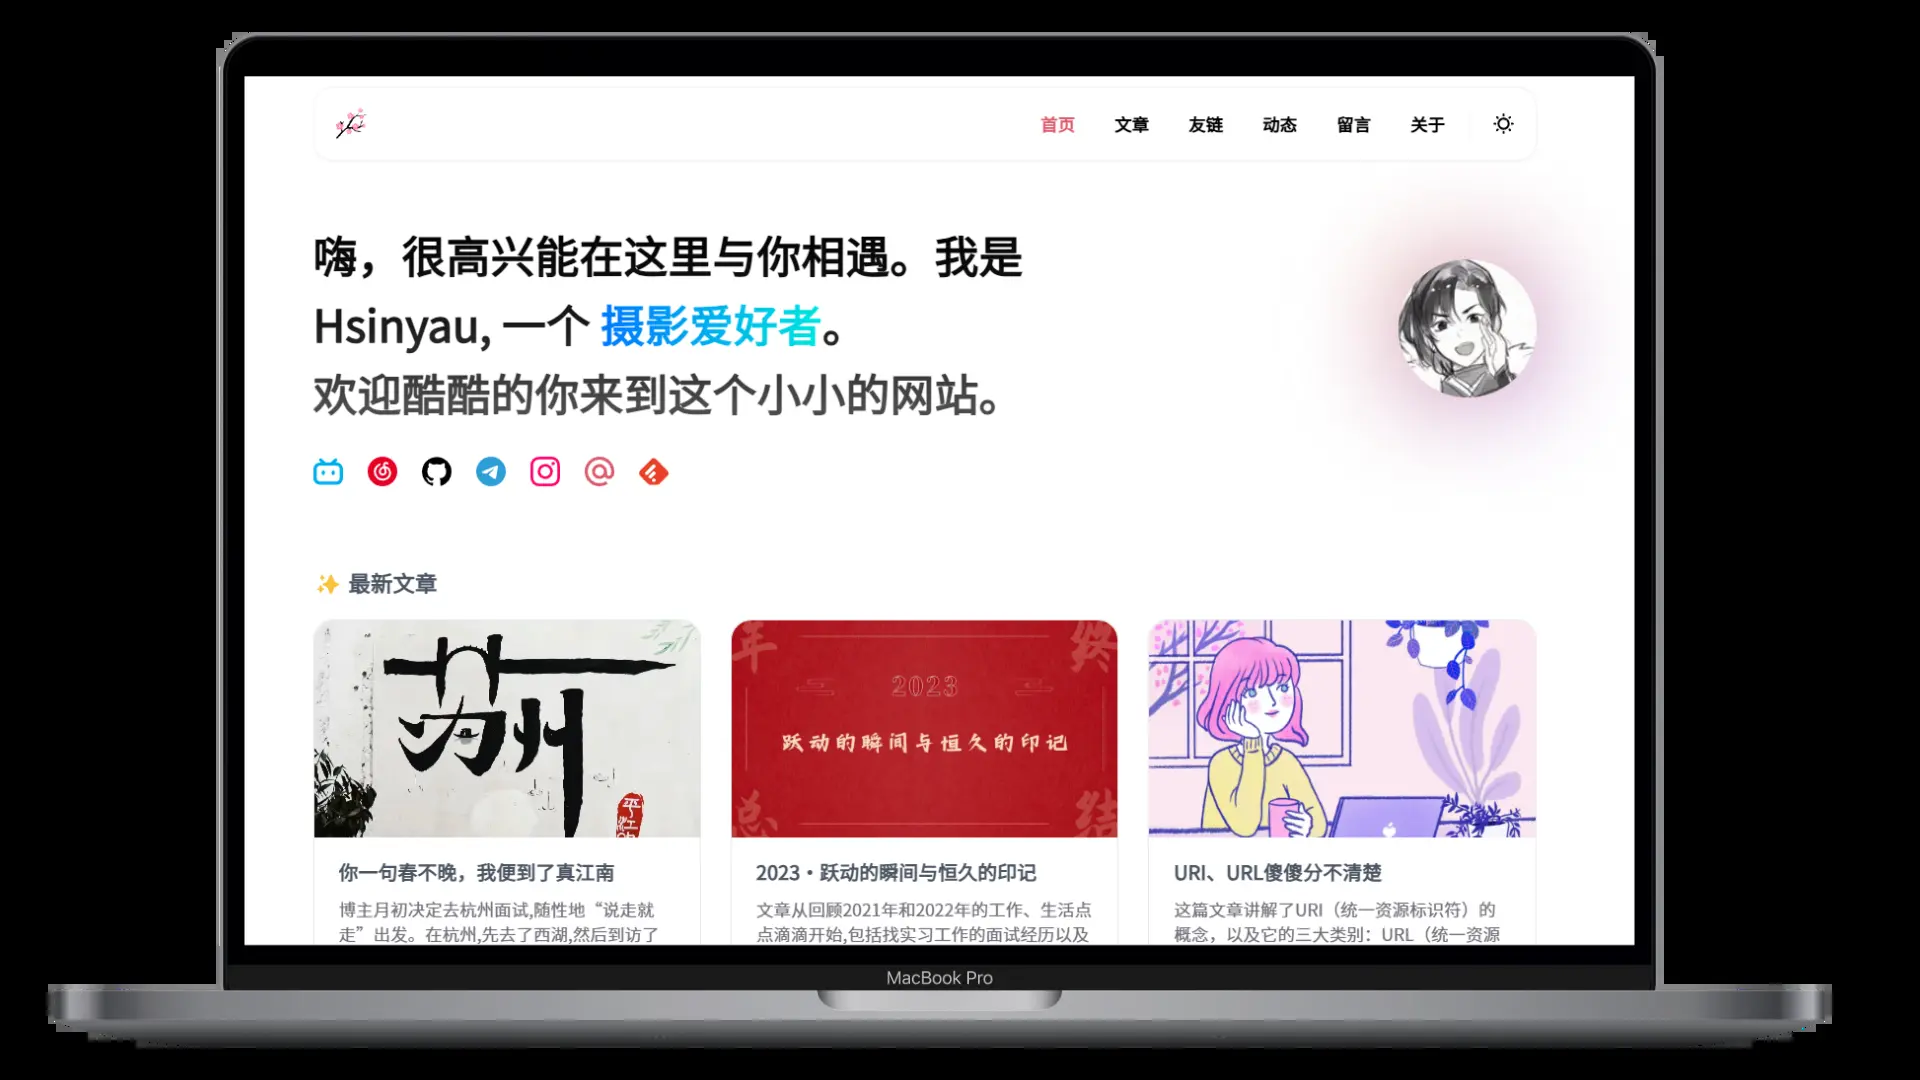 首页 文章 友链 动态 留言 关于
嗨，很高兴能在这里与你相遇。我是
Hsinyau, 一个 摄影爱好者。
欢迎酷酷的你来到这个小小的网站。
✨ 最新文章
苏州
平江
年 终
2023
跃动的瞬间与恒久的印记
总 结
你一句春不晚，我便到了真江南
博主月初决定去杭州面试,随性地“说走就
走”出发。在杭州,先去了西湖,然后到访了
2023・跃动的瞬间与恒久的印记
文章从回顾2021年和2022年的工作、生活点
点滴滴开始,包括找实习工作的面试经历以及
URI、URL傻傻分不清楚
这篇文章讲解了URI（统一资源标识符）的
概念，以及它的三大类别：URL（统一资源
MacBook Pro